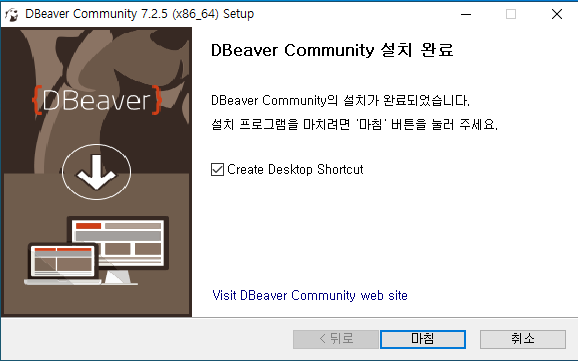 DBeaver Community 7.2.5 (x86_64) Setup
DBeaver Community 설치 완료
{DBeaver}
DBeaver Community의 설치가 완료되었습니다.
설치 프로그램을 마치려면 '마침' 버튼을 눌러 주세요.
Create Desktop Shortcut
Visit DBeaver Community web site
< 뒤로
마침
취소